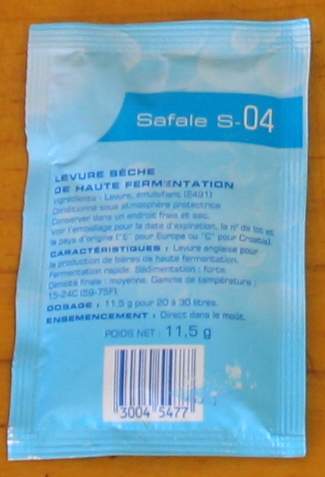 Safale S-04
LEVURE SÈCHE
DE HAUTE FERMENTATION
Ingrédients : Levure, émulsifiant (E491)
Conditionné sous atmosphère protectrice
Conserver dans un endroit frais et sec.
Voir l'emballage pour la date d'expiration, la n° de lot et
la pays d'origine ("E" pour Europe ou "C" pour Croatia).
CARACTÉRISTIQUES : Levure anglaise pour
la production de bières de haute fermentation.
Fermentation rapide. Sédimentation : forte.
Densité finale : moyenne. Gamme de température :
15-24C (59-75F).
DOSAGE : 11,5 g pour 20 à 30 litres.
ENSEMENCEMENT : Direct dans le moût.
POIDS NET : 11,5 g
3004 5477